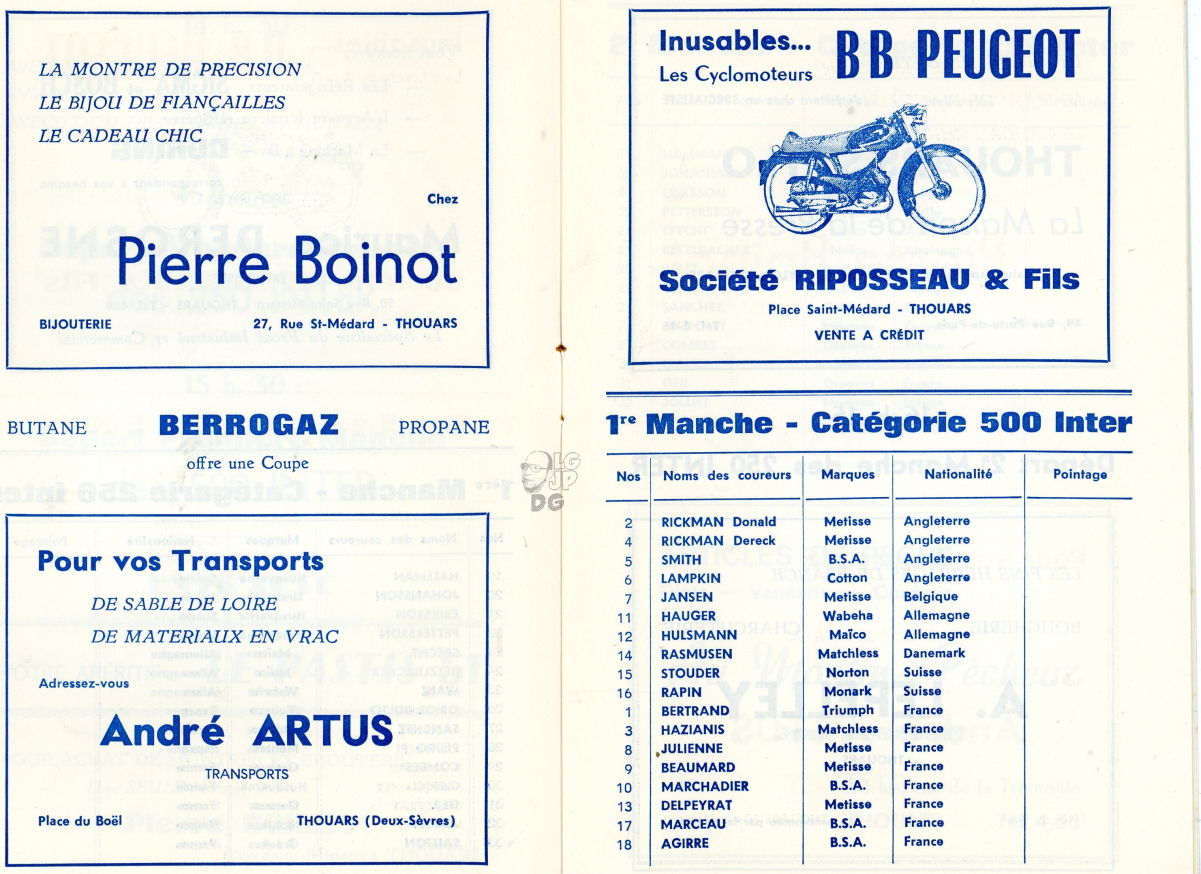 LA MONTRE DE PRECISION
LE BIJOU DE FIANÇAILLES
LE CADEAU CHIC
Chez
Pierre Boinot
BIJOUTERIE 27, Rue St-Médard - THOUARS
BUTANE BERROGAZ PROPANE
offre une Coupe
Pour vos Transports
DE SABLE DE LOIRE
DE MATERIAUX EN VRAC
Adressez-vous
André ARTUS
TRANSPORTS
Place du Boël THOUARS (Deux-Sèvres)
LG
JP
DG
Inusables... BB PEUGEOT
Les Cyclomoteurs
Société RIPOSSEAU & Fils
Place Saint-Médard - THOUARS
VENTE A CRÉDIT
1re Manche - Catégorie 500 Inter
Nos Noms des coureurs Marques Nationalité Pointage
2 RICKMAN Donald Metisse Angleterre
4 RICKMAN Dereck Metisse Angleterre
5 SMITH B.S.A. Angleterre
6 LAMPKIN Cotton Angleterre
7 JANSEN Metisse Belgique
11 HAUGER Wabeha Allemagne
12 HULSMANN Maïco Allemagne
14 RASMUSEN Matchless Danemark
15 STOUDER Norton Suisse
16 RAPIN Monark Suisse
1 BERTRAND Triumph France
3 HAZIANIS Matchless France
8 JULIENNE Metisse France
9 BEAUMARD Metisse France
10 MARCHADIER B.S.A. France
13 DELPEYRAT Metisse France
17 MARCEAU B.S.A. France
18 AGIRRE B.S.A. France